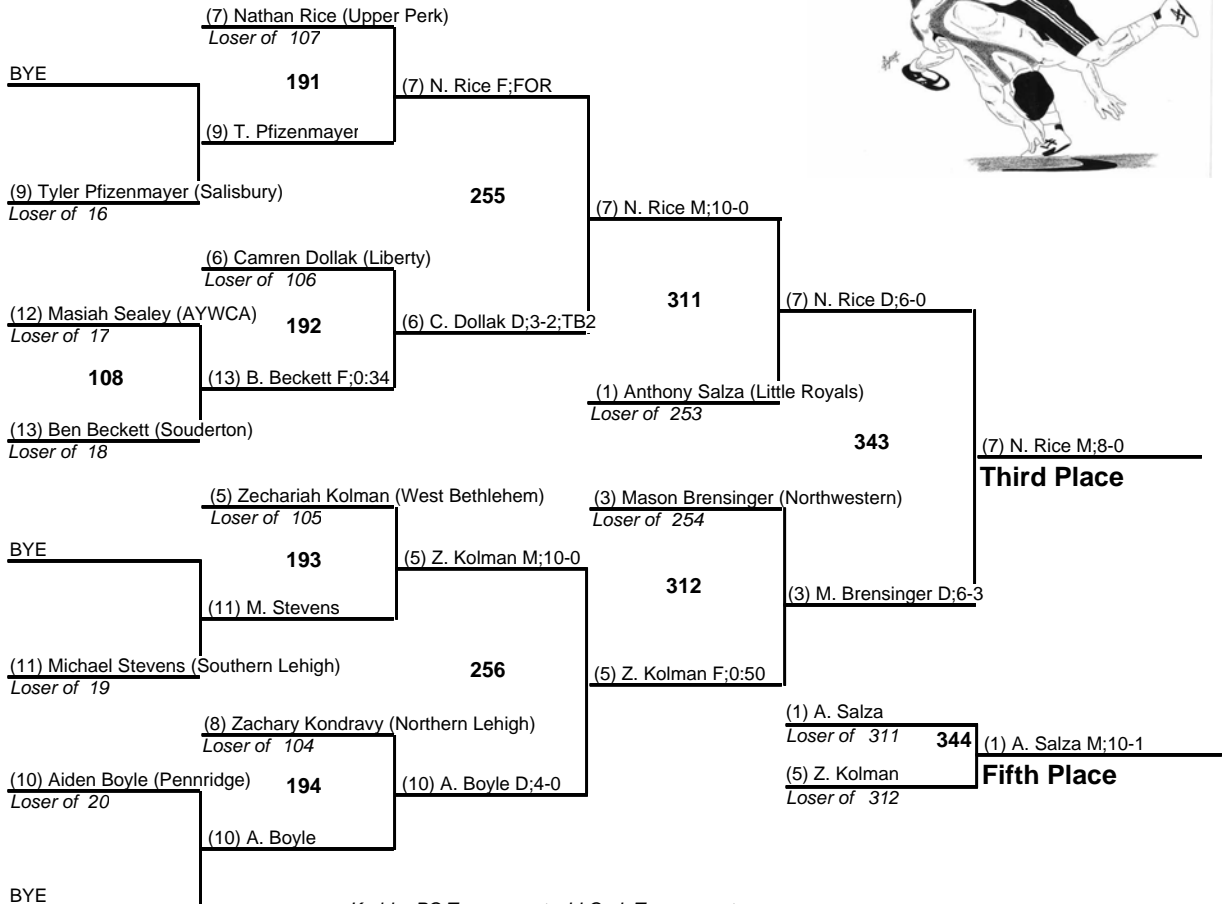 (7) Nathan Rice (Upper Perk)
Loser of 107
BYE
191
(7) N. Rice F;FOR
(9) T. Pfizenmayer
(9) Tyler Pfizenmayer (Salisbury)
Loser of 16
255
(7) N. Rice M;10-0
(6) Camren Dollak (Liberty)
Loser of 106
(12) Masiah Sealey (AYWCA)
Loser of 17
192
(6) C. Dollak D;3-2;TB2
311
(7) N. Rice D;6-0
108
(13) B. Beckett F;0:34
(1) Anthony Salza (Little Royals)
Loser of 253
(13) Ben Beckett (Souderton)
Loser of 18
343
(7) N. Rice M;8-0
Third Place
(5) Zechariah Kolman (West Bethlehem)
Loser of 105
(3) Mason Brensinger (Northwestern)
Loser of 254
BYE
193
(5) Z. Kolman M;10-0
312
(11) M. Stevens
(3) M. Brensinger D;6-3
(11) Michael Stevens (Southern Lehigh)
Loser of 19
256
(5) Z. Kolman F;0:50
(8) Zachary Kondravy (Northern Lehigh)
Loser of 104
(1) A. Salza
Loser of 311
344
(1) A. Salza M;10-1
Fifth Place
(10) Aiden Boyle (Pennridge)
Loser of 20
194
(10) A. Boyle D;4-0
(5) Z. Kolman
Loser of 312
(10) A. Boyle
BYE